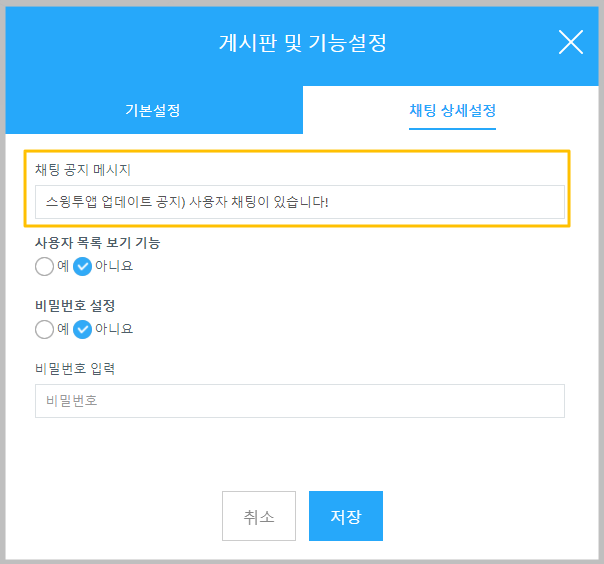 게시판 및 기능설정
기본설정 채팅 상세설정
채팅 공지 메시지
스윙투앱 업데이트 공지) 사용자 채팅이 있습니다!
사용자 목록 보기 기능
예 아니요
비밀번호 설정
예 아니요
비밀번호 입력
비밀번호
취소 저장